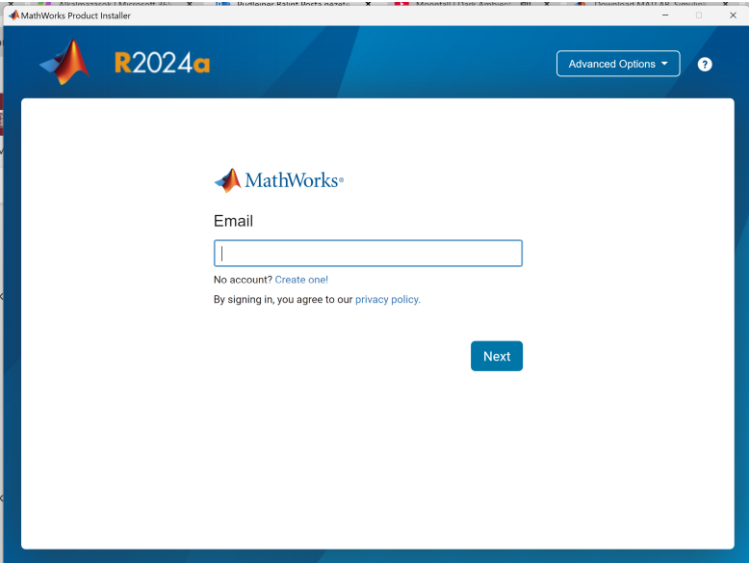 MathWorks Product Installer
R2024a
Advanced Options
?
MathWorks®
Email
No account? Create one!
By signing in, you agree to our privacy policy.
Next